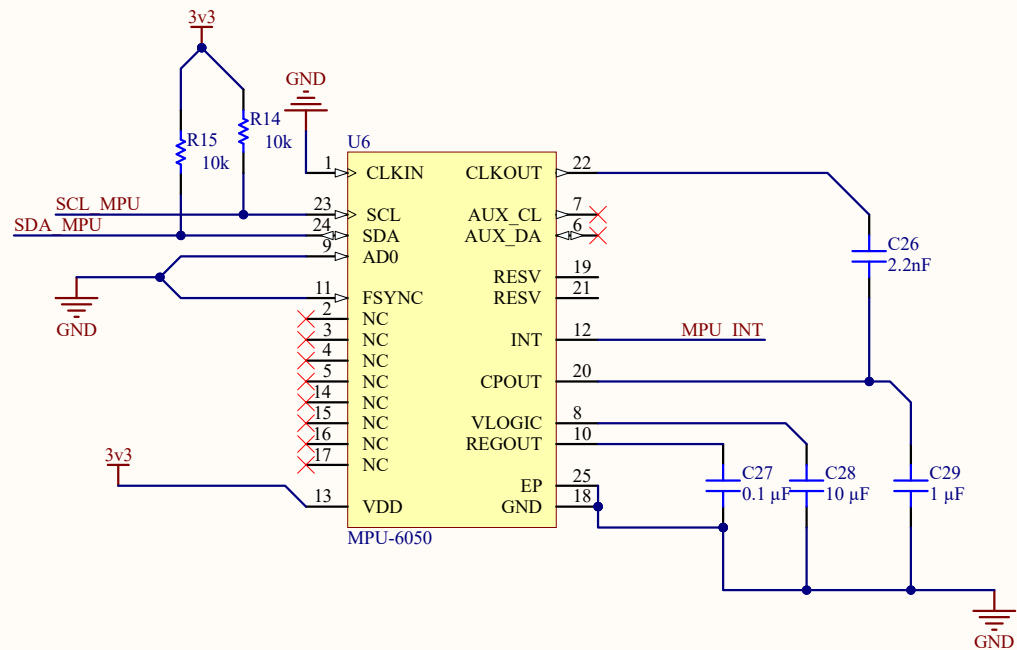 3v3
GND
R14
10k
R15
10k
U6
1 CLKIN
CLKOUT 22
SCL_MPU
23 SCL
AUX_CL 7
SDA_MPU
24 SDA
AUX_DA 6
9 AD0
C26
2.2nF
RESV 19
11 FSYNC
RESV 21
GND
2 NC
3 NC
INT 12
MPU_INT
4 NC
5 NC
CPOUT 20
14 NC
15 NC
VLOGIC 8
16 NC
REGOUT 10
17 NC
3v3
C27
0.1 µF
C28
10 µF
C29
1 µF
EP 25
13 VDD
GND 18
MPU-6050
GND